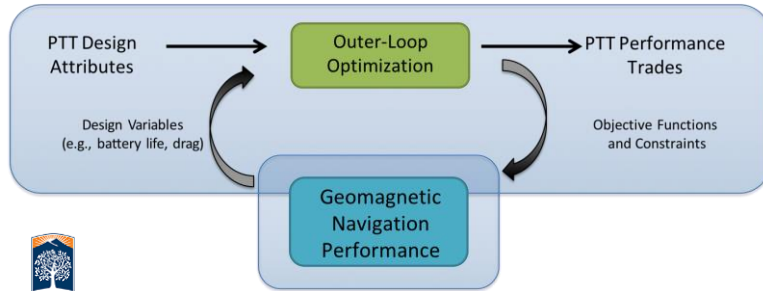 PTT Design
Attributes
Outer-Loop
Optimization
PTT Performance
Trades
Design Variables
(e.g., battery life, drag)
Objective Functions
and Constraints
Geomagnetic
Navigation
Performance